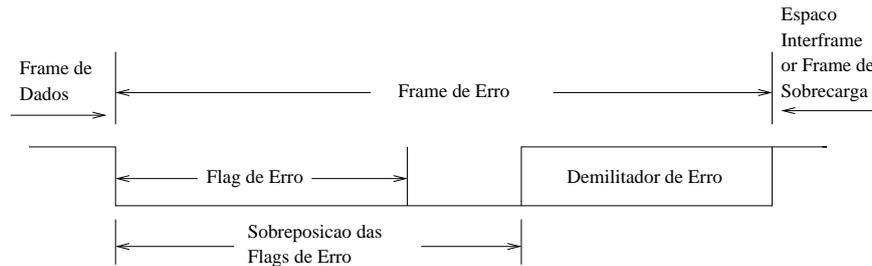 Espaco
Interframe
or Frame de
Sobrecarga
Frame de
Dados
Frame de Erro
Flag de Erro
Demilitador de Erro
Sobreposicao das
Flags de Erro